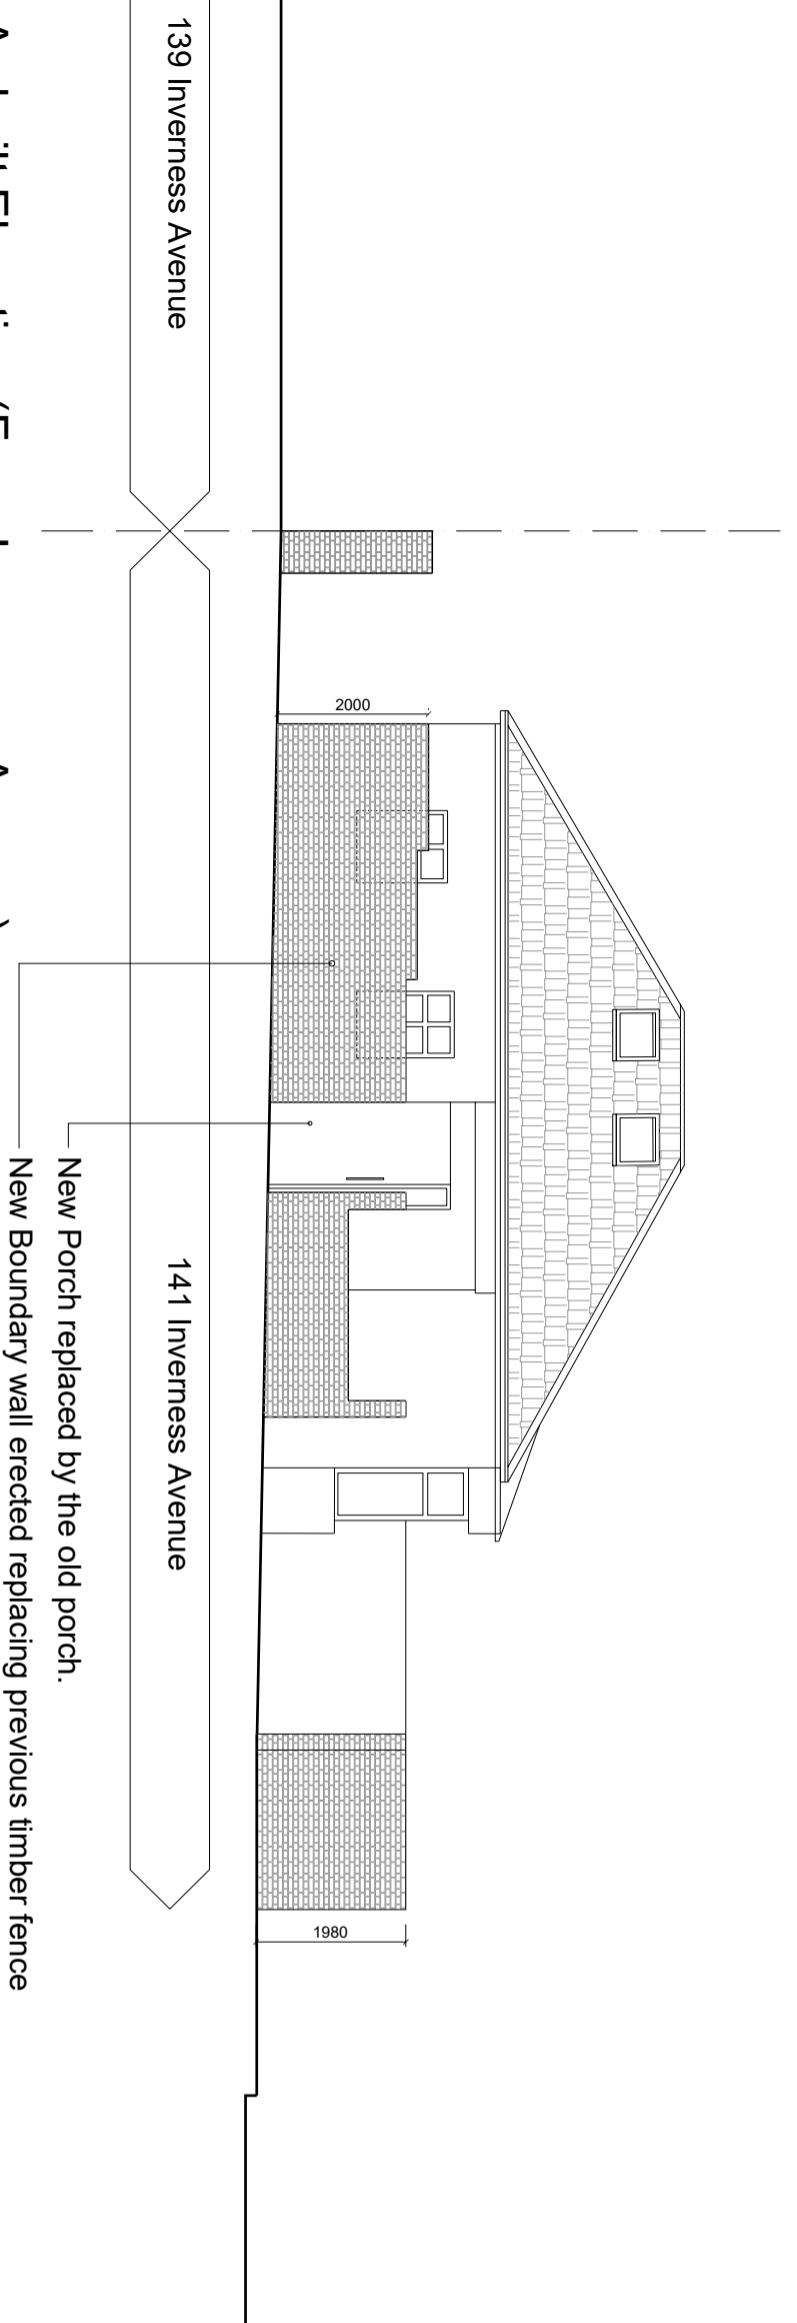 2000
1980
139 Inverness Avenue
141 Inverness Avenue
New Porch replaced by the old porch.
New Boundary wall erected replacing previous timber fence